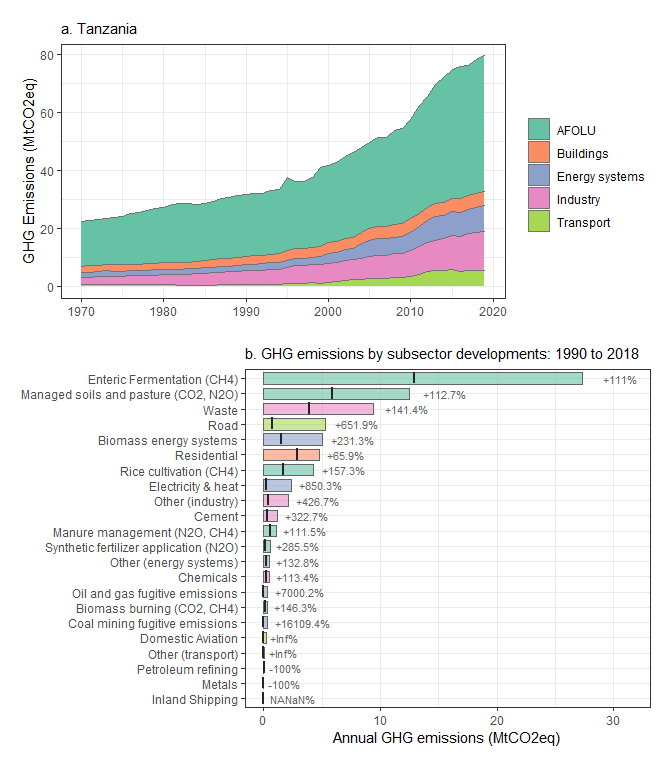 a. Tanzania
80
60
40
20
0
GHG Emissions (MtCO2eq)
1970
1980
1990
2000
2010
2020
AFOLU
Buildings
Energy systems
Industry
Transport
b. GHG emissions by subsector developments: 1990 to 2018
Enteric Fermentation (CH4) +111%
Managed soils and pasture (CO2, N2O) +112.7%
Waste +141.4%
Road +651.9%
Biomass energy systems +231.3%
Residential +65.9%
Rice cultivation (CH4) +157.3%
Electricity & heat +850.3%
Other (industry) +426.7%
Cement +322.7%
Manure management (N2O, CH4) +111.5%
Synthetic fertilizer application (N2O) +285.5%
Other (energy systems) +132.8%
Chemicals +113.4%
Oil and gas fugitive emissions +7000.2%
Biomass burning (CO2, CH4) +146.3%
Coal mining fugitive emissions +16109.4%
Domestic Aviation +Inf%
Other (transport) +Inf%
Petroleum refining -100%
Metals -100%
Inland Shipping NANaN%
0
10
20
30
Annual GHG emissions (MtCO2eq)